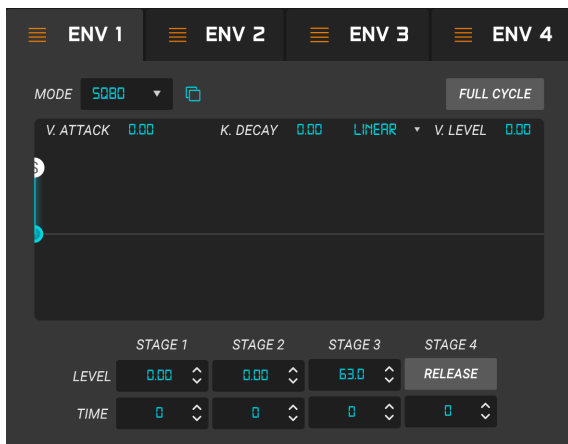 ENV 1 ENV 2 ENV 3 ENV 4
MODE SQ80 FULL CYCLE
V. ATTACK 0.00 K. DECAY 0.00 LINEAR V. LEVEL 0.00
S
STAGE 1 STAGE 2 STAGE 3 STAGE 4
LEVEL 0.00 0.00 63.0 RELEASE
TIME 0 0 0 0